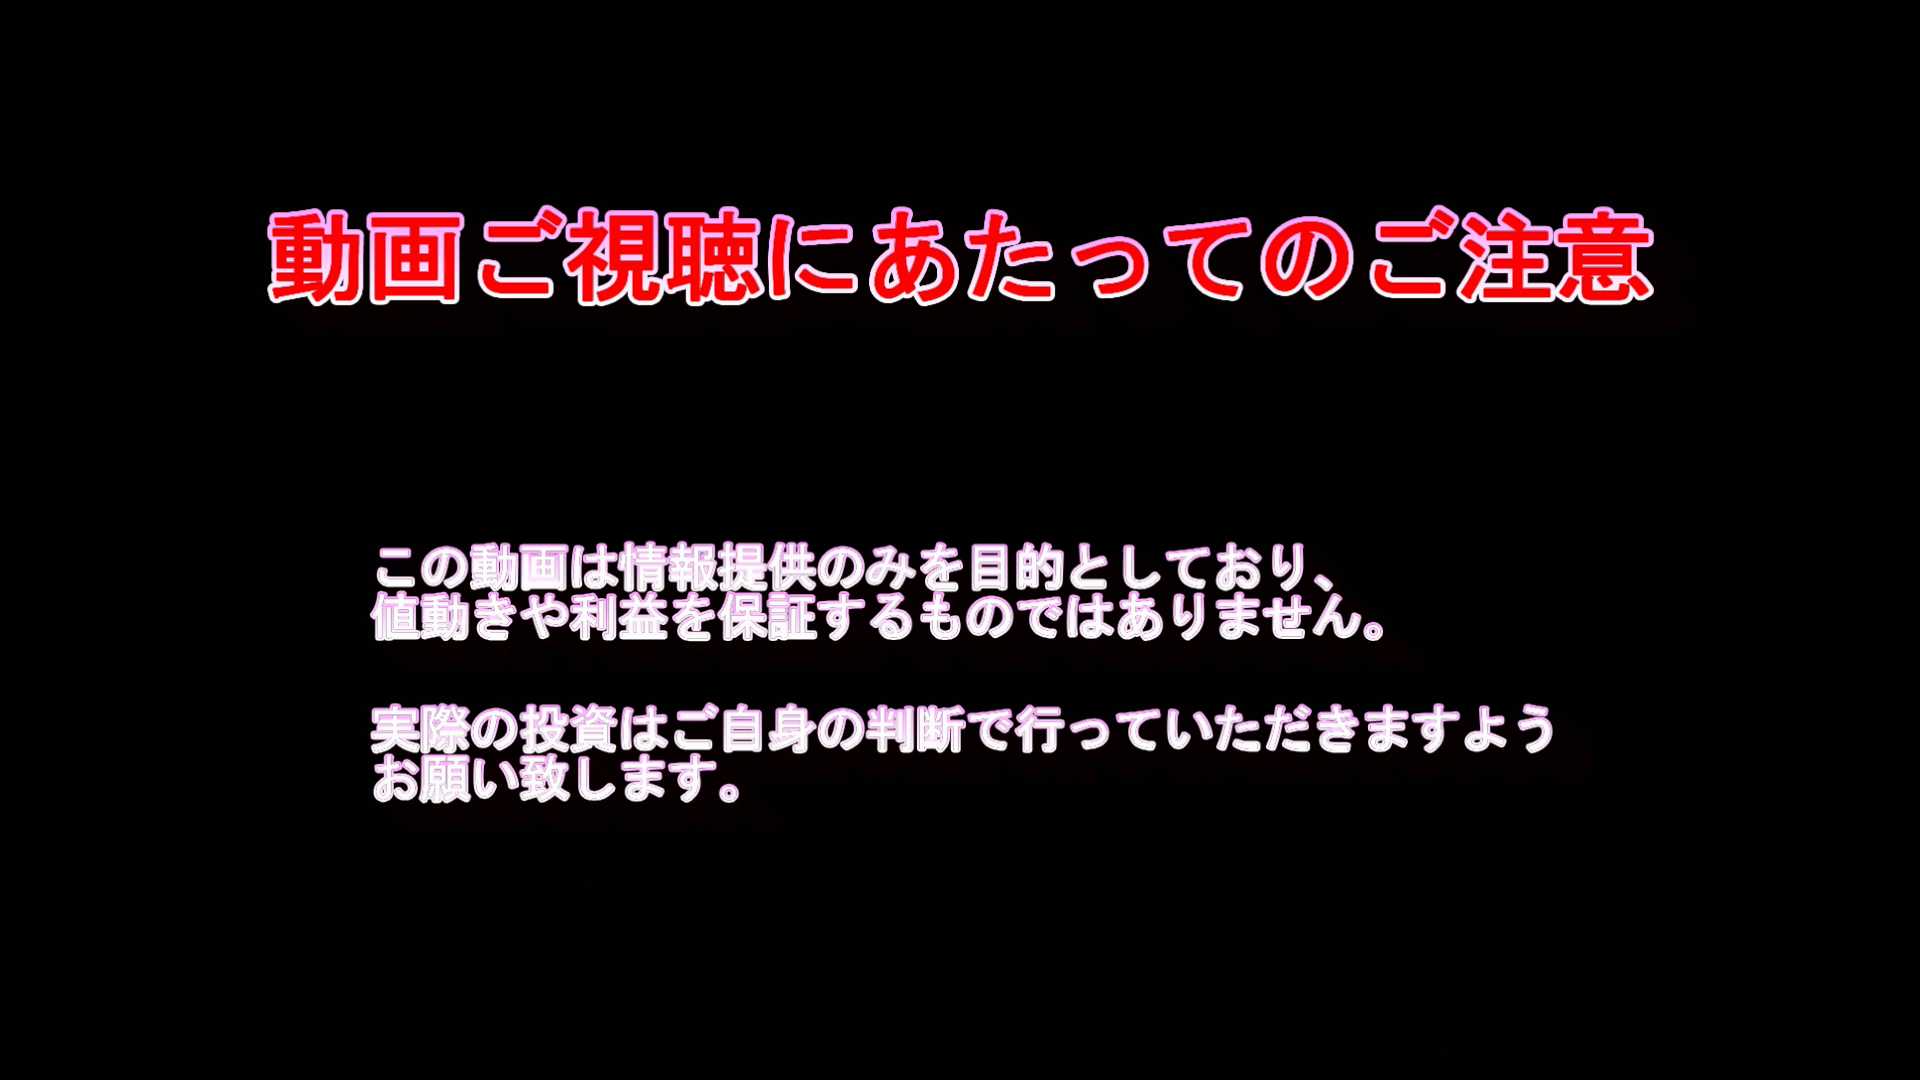 動画ご視聴にあたってのご注意
この動画は情報提供のみを目的としており、
値動きや利益を保証するものではありません。
実際の投資はご自身の判断で行っていただきますよう
お願い致します。